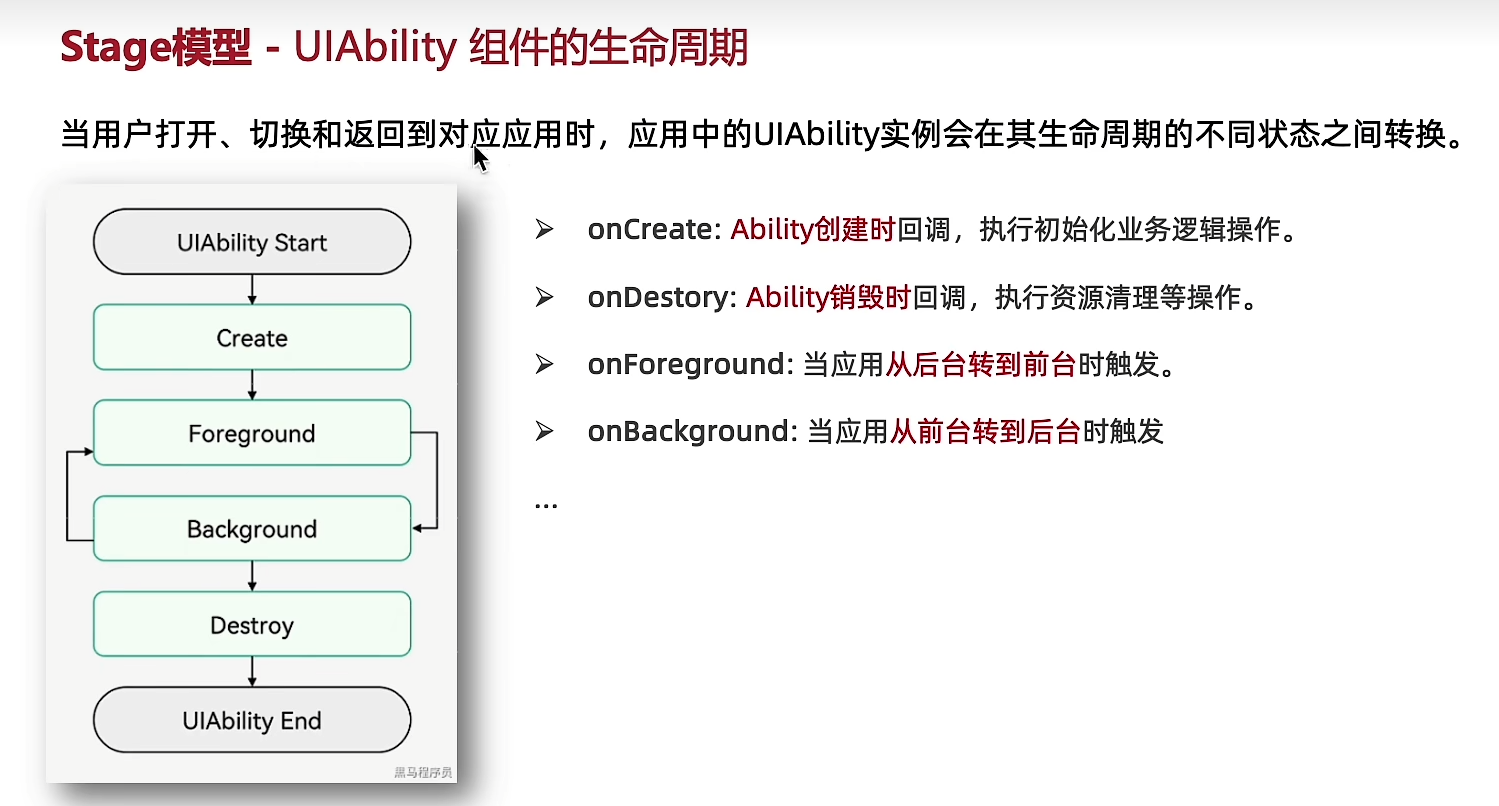 Stage模型 - UIAbility 组件的生命周期
当用户打开、切换和返回到对应应用时，应用中的UIAbility实例会在其生命周期的不同状态之间转换。
UIAbility Start
Create
Foreground
Background
Destroy
UIAbility End
黑马程序员
➢ onCreate: Ability创建时回调，执行初始化业务逻辑操作。
➢ onDestory: Ability销毁时回调，执行资源清理等操作。
➢ onForeground: 当应用从后台转到前台时触发。
➢ onBackground: 当应用从前台转到后台时触发
...